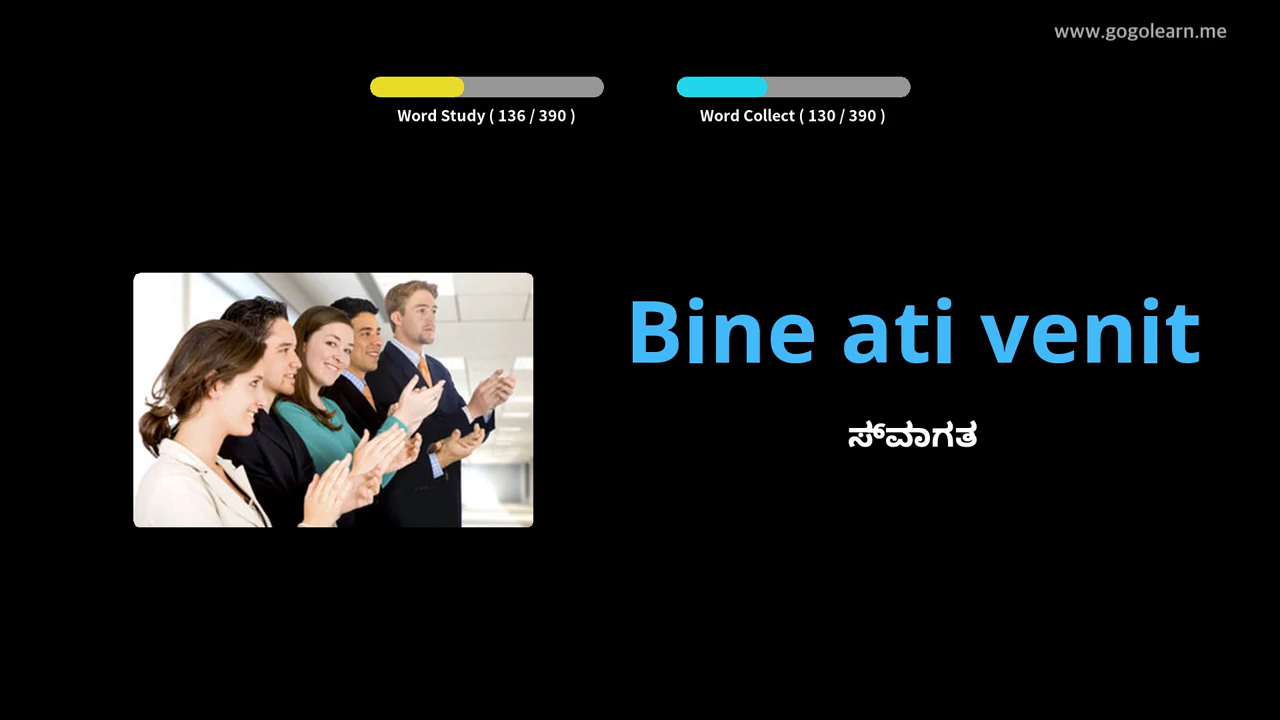 www.gogolearn.me
Word Study ( 136 / 390 )
Word Collect ( 130 / 390 )
Bine ati venit
ಸ್‌ವಾಗತ